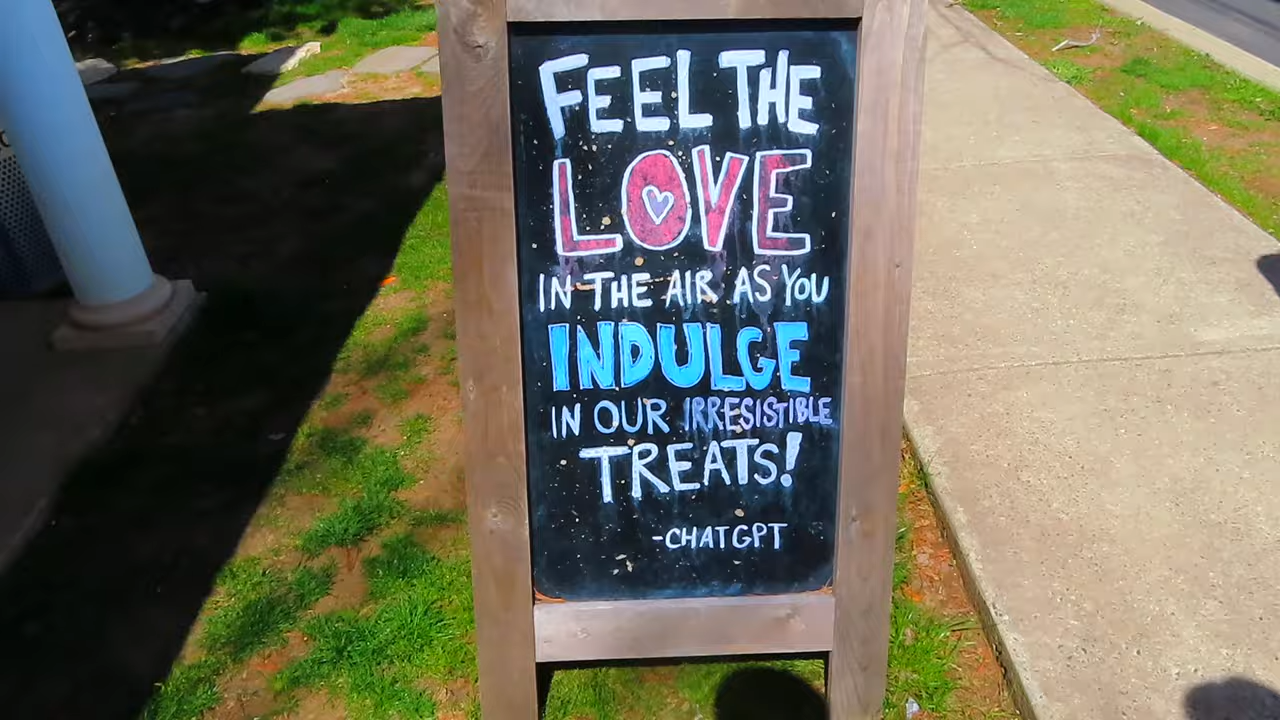 FEEL THE
LOVE
IN THE AIR AS YOU
INDULGE
IN OUR IRRESISTIBLE
TREATS!
-CHATGPT